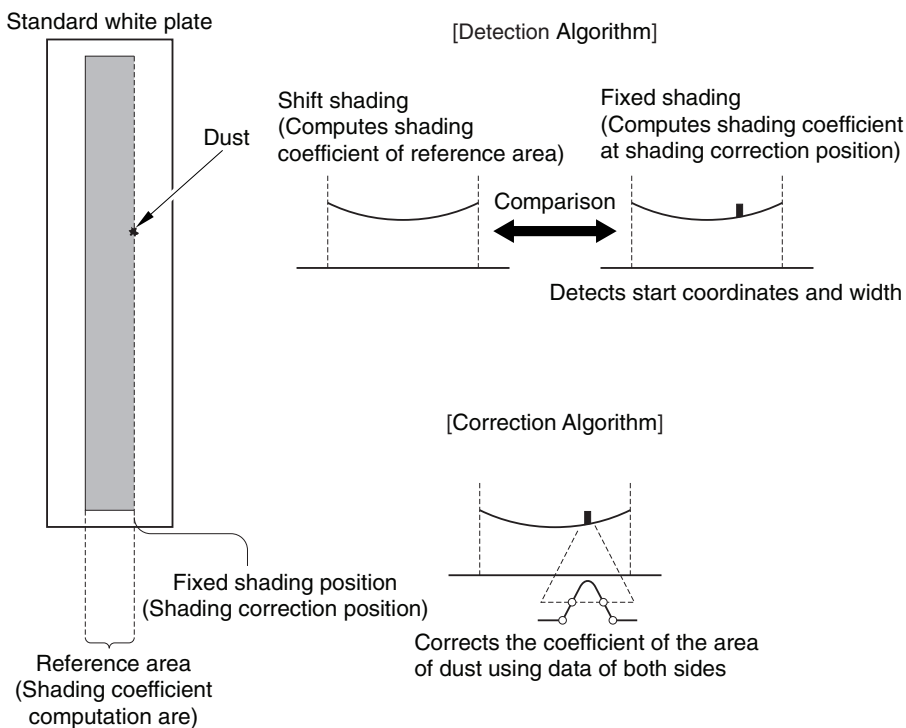 Standard white plate
Dust
[Detection Algorithm]
Shift shading
(Computes shading
coefficient of reference area)
Fixed shading
(Computes shading coefficient
at shading correction position)
Comparison
Detects start coordinates and width
[Correction Algorithm]
Corrects the coefficient of the area
of dust using data of both sides
Fixed shading position
(Shading correction position)
Reference area
(Shading coefficient
computation are)